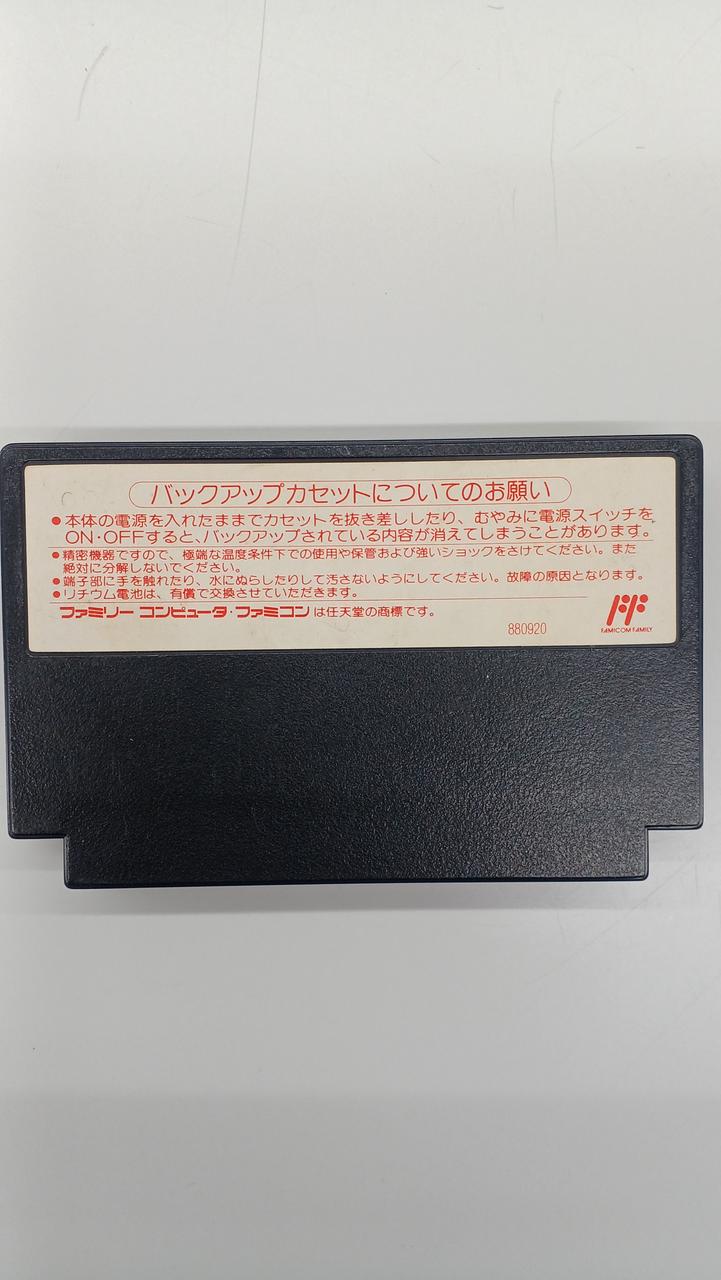 バックアップカセットについてのお願い
●本体の電源を入れたままでカセットを抜き差ししたり、むやみに電源スイッチを
ON・OFFすると、バックアップされている内容が消えてしまうことがあります。
●精密機器ですので、極端な温度条件下での使用や保管および強いショックをさけてください。また
絶対に分解しないでください。
●端子部に手を触れたり、水にぬらしたりして汚さないようにしてください。故障の原因となります。
●リチウム電池は、有償で交換させていただきます。
ファミリー コンピュータ・ファミコンは任天堂の商標です。
880920
FAMICOM FAMILY